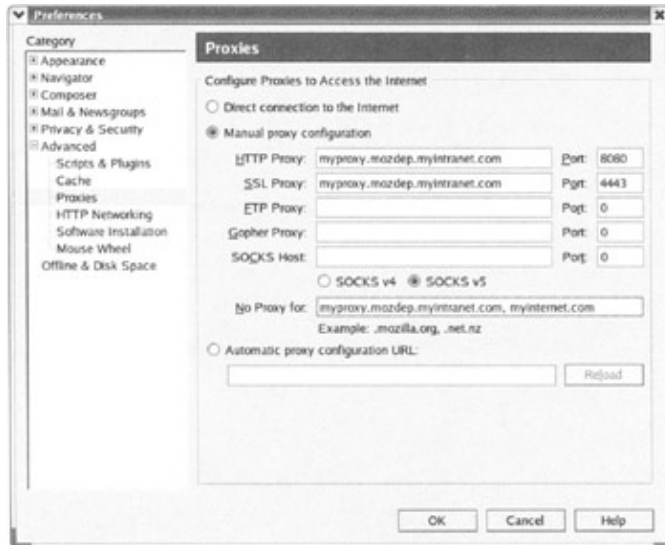 Preferences
Category
Appearance
Navigator
Composer
Mail & Newsgroups
Privacy & Security
Advanced
Scripts & Plugins
Cache
Proxies
HTTP Networking
Software Installation
Mouse Wheel
Offline & Disk Space
Proxies
Configure Proxies to Access the Internet
Direct connection to the Internet
Manual proxy configuration
HTTP Proxy: myproxy.mozdep.myintranet.com Port: 8080
SSL Proxy: myproxy.mozdep.myintranet.com Port: 4443
FTP Proxy: Port: 0
Gopher Proxy: Port: 0
SOCKS Host: Port: 0
SOCKS v4 SOCKS v5
No Proxy for: myproxy.mozdep.myintranet.com, myinternet.com
Example: .mozilla.org, .net.nz
Automatic proxy configuration URL:
Reload
OK Cancel Help